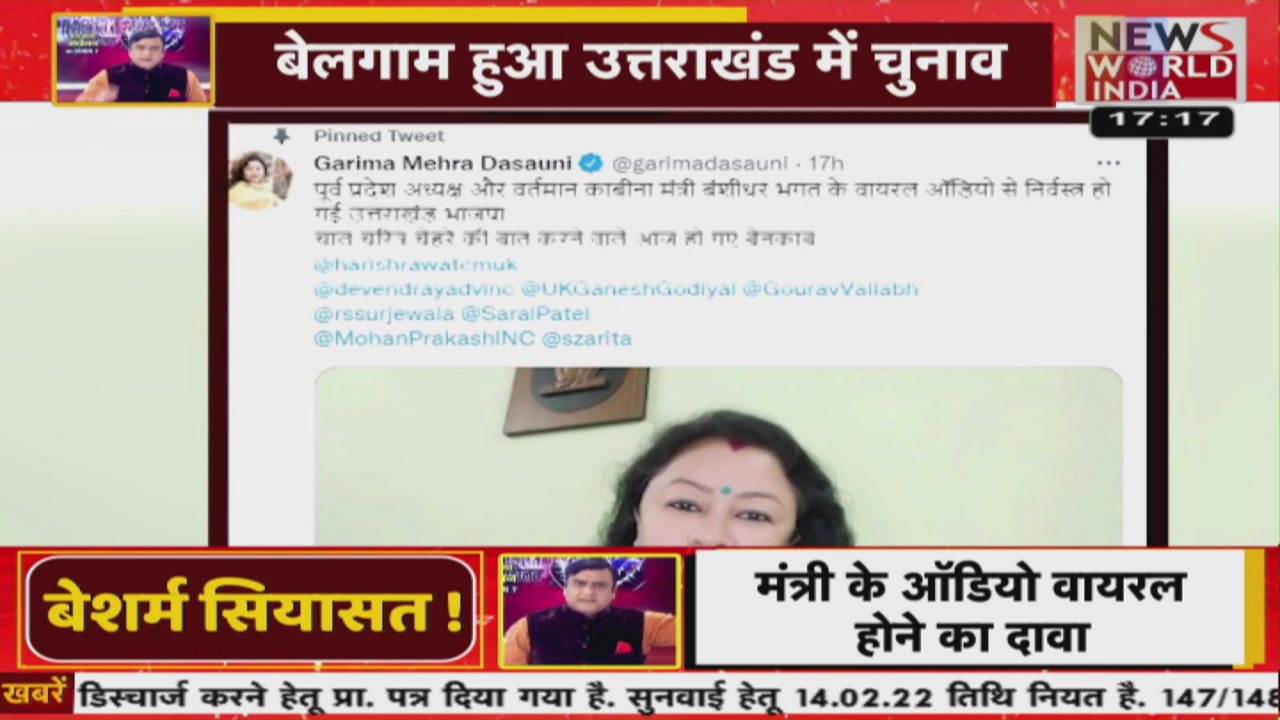 बेलगाम हुआ उत्तराखंड में चुनाव
NEWS
WORLD
INDIA
17:17
Pinned Tweet
Garima Mehra Dasauni @garimadasauni · 17h
पूर्व प्रदेश अध्यक्ष और वर्तमान काबीना मंत्री बंशीधर भगत के वायरल ऑडियो से निर्वस्त्र हो
गई उत्तराखंड भाजपा
चाल चरित्र चेहरे की बात करने वाले आज हो गए बेनकाब
@harishrawatcmuk
@devendrayadvinc @UKGaneshGodiyal @GouravVallabh
@rssurjewala @SaralPatel
@MohanPrakashINC @szarita
बेशर्म सियासत !
मंत्री के ऑडियो वायरल
होने का दावा
खबरें डिस्चार्ज करने हेतू प्रा. पत्र दिया गया है. सुनवाई हेतू 14.02.22 तिथि नियत है. 147/148